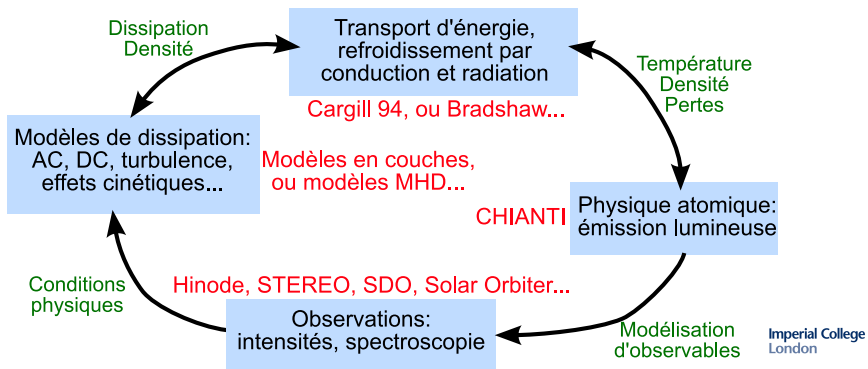 Dissipation
Densité
Transport d'énergie,
refroidissement par
conduction et radiation
Température
Densité
Pertes
Cargill 94, ou Bradshaw...
Modèles de dissipation:
AC, DC, turbulence,
effets cinétiques...
Modèles en couches,
ou modèles MHD...
CHIANTI
Physique atomique:
émission lumineuse
Conditions
physiques
Hinode, STEREO, SDO, Solar Orbiter...
Observations:
intensités, spectroscopie
Modélisation
d'observables
Imperial College
London